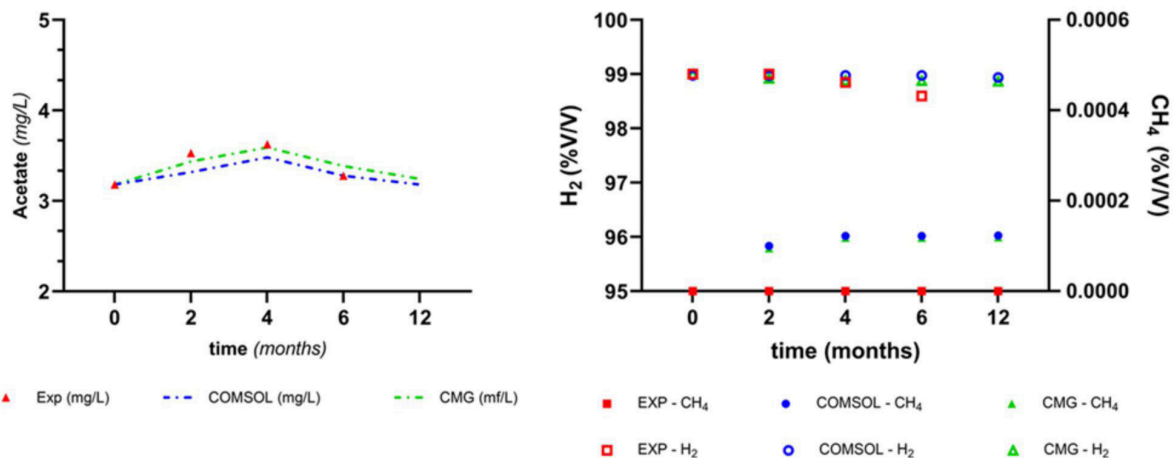 5
4
3
2
Acetate (mg/L)
0 2 4 6 12
time (months)
Exp (mg/L) COMSOL (mg/L) CMG (mf/L)
100
99
98
97
96
95
H2 (%V/V)
0.0006
0.0004
0.0002
0.0000
CH4 (%V/V)
0 2 4 6 12
time (months)
EXP - CH4 COMSOL - CH4 CMG - CH4
EXP - H2 COMSOL - H2 CMG - H2